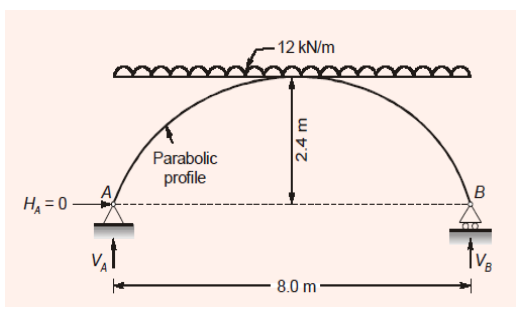 12 kN/m
2.4 m
Parabolic
profile
A
B
H_A = 0
V_A
V_B
8.0 m